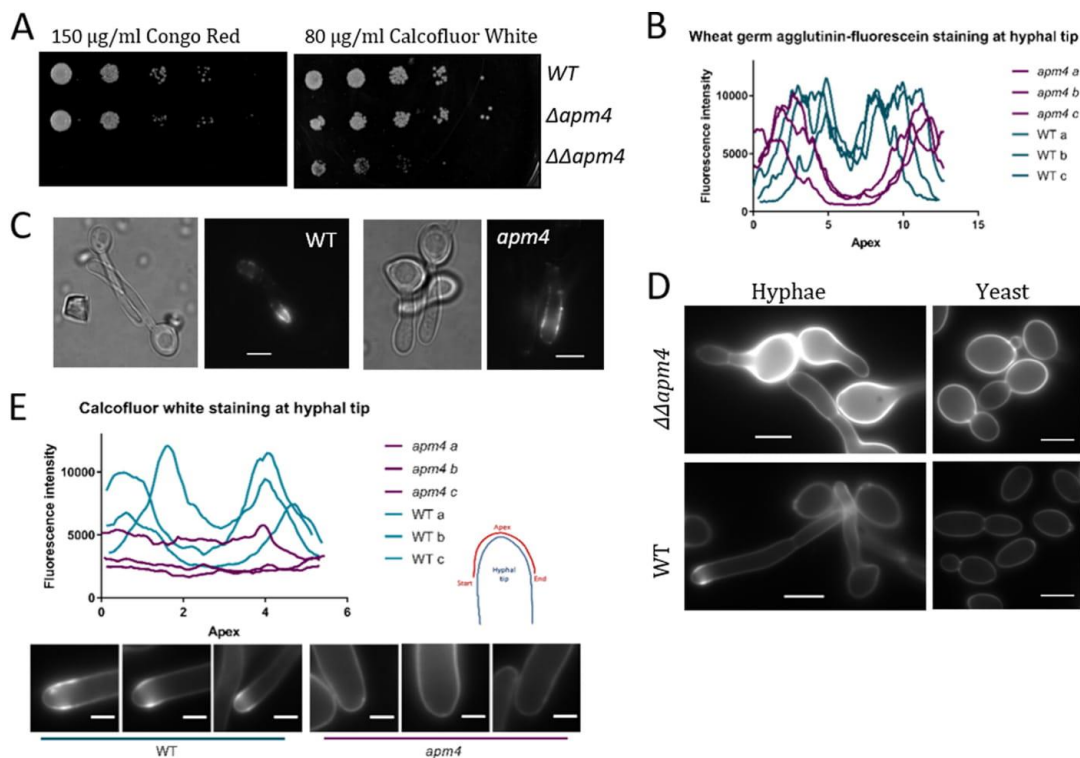 A
150 µg/ml Congo Red
80 µg/ml Calcofluor White
WT
Δapm4
ΔΔapm4
B
Wheat germ agglutinin-fluorescein staining at hyphal tip
Fluorescence intensity
10000
5000
0
0 5 10 15
Apex
apm4 a
apm4 b
apm4 c
WT a
WT b
WT c
C
WT
apm4
D
Hyphae
Yeast
ΔΔapm4
WT
E
Calcofluor white staining at hyphal tip
Fluorescence intensity
10000
5000
0
0 2 4 6
Apex
apm4 a
apm4 b
apm4 c
WT a
WT b
WT c
Apex
Hyphal
tip
Start
End
WT
apm4